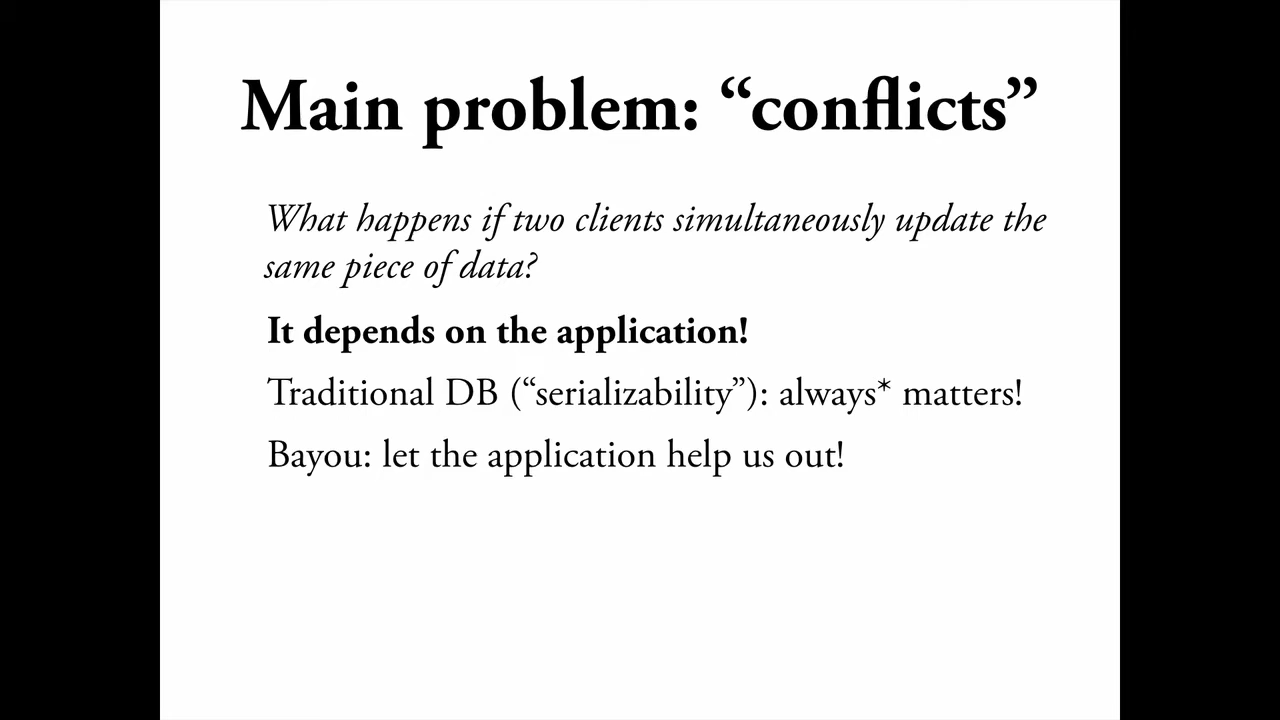 Main problem: “conflicts”
What happens if two clients simultaneously update the
same piece of data?
It depends on the application!
Traditional DB (“serializability”): always* matters!
Bayou: let the application help us out!